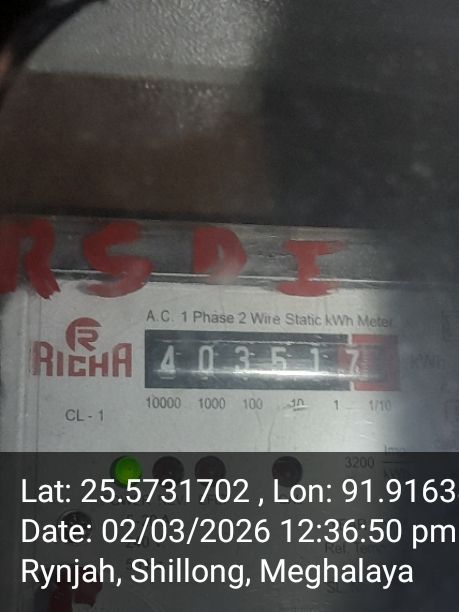 RSDI
A.C. 1 Phase 2 Wire Static kWh Meter
R
RICHA
403517
kWh
10000 1000 100 10 1 1/10
CL - 1
3200
Lat: 25.5731702 , Lon: 91.9163
Date: 02/03/2026 12:36:50 pm
Rynjah, Shillong, Meghalaya